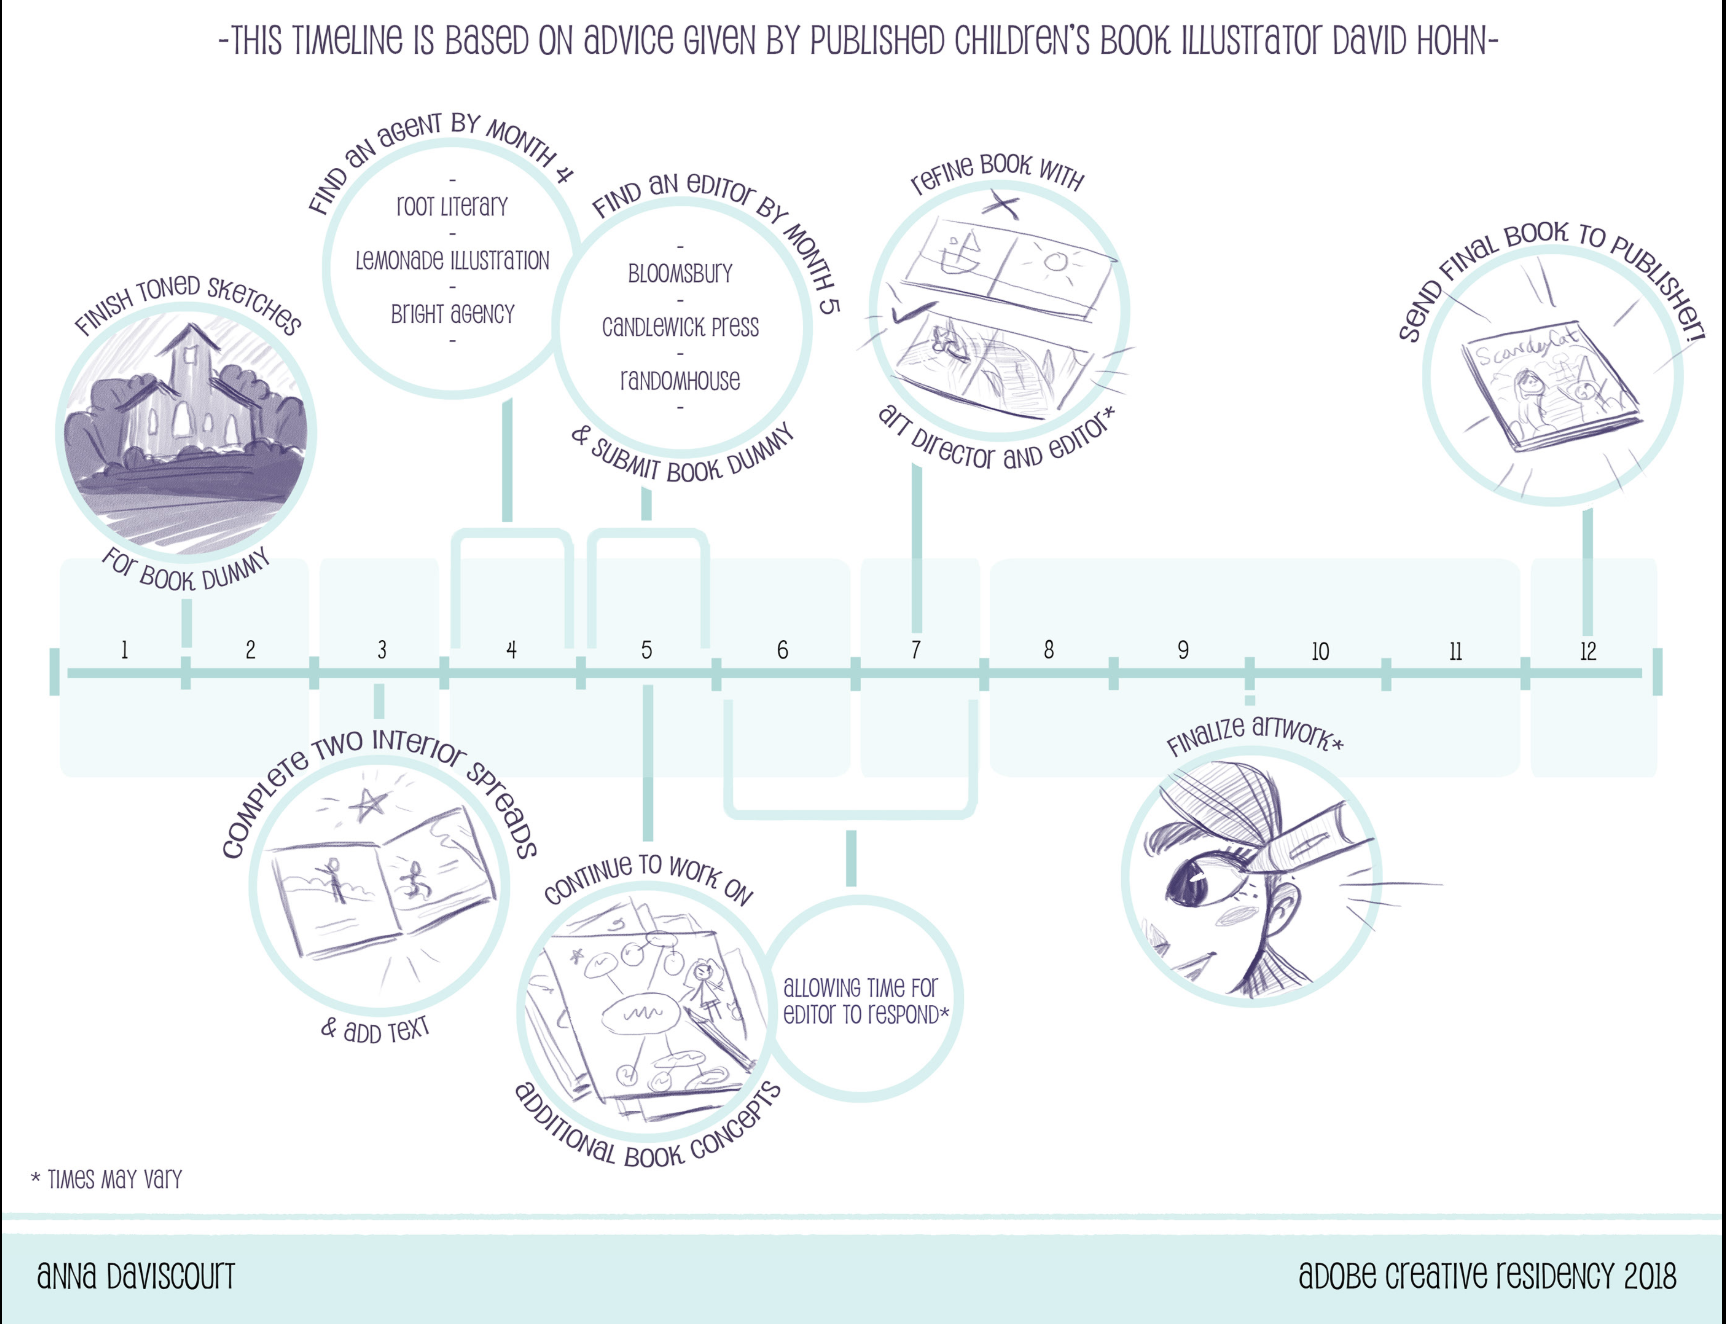 -THIS TIMELINE IS BASED ON ADVICE GIVEN BY PUBLISHED CHILDREN'S BOOK ILLUSTRATOR DAVID HOHN-
FINISH TONED SKETCHES
FOR BOOK DUMMY
FIND AN AGENT BY MONTH 4
-
ROOT LITERARY
-
LEMONADE ILLUSTRATION
-
BRIGHT AGENCY
-
FIND AN EDITOR BY MONTH 5
-
BLOOMSBURY
-
CANDLEWICK PRESS
-
RANDOMHOUSE
-
& SUBMIT BOOK DUMMY
REFINE BOOK WITH
ART DIRECTOR AND EDITOR*
SEND FINAL BOOK TO PUBLISHER!
ScaredyCat
1 2 3 4 5 6 7 8 9 10 11 12
COMPLETE TWO INTERIOR SPREADS
& ADD TEXT
CONTINUE TO WORK ON
ADDITIONAL BOOK CONCEPTS
ALLOWING TIME FOR
EDITOR TO RESPOND*
FINALIZE ARTWORK*
* TIMES MAY VARY
ANNA DAVISCOURT
ADOBE CREATIVE RESIDENCY 2018